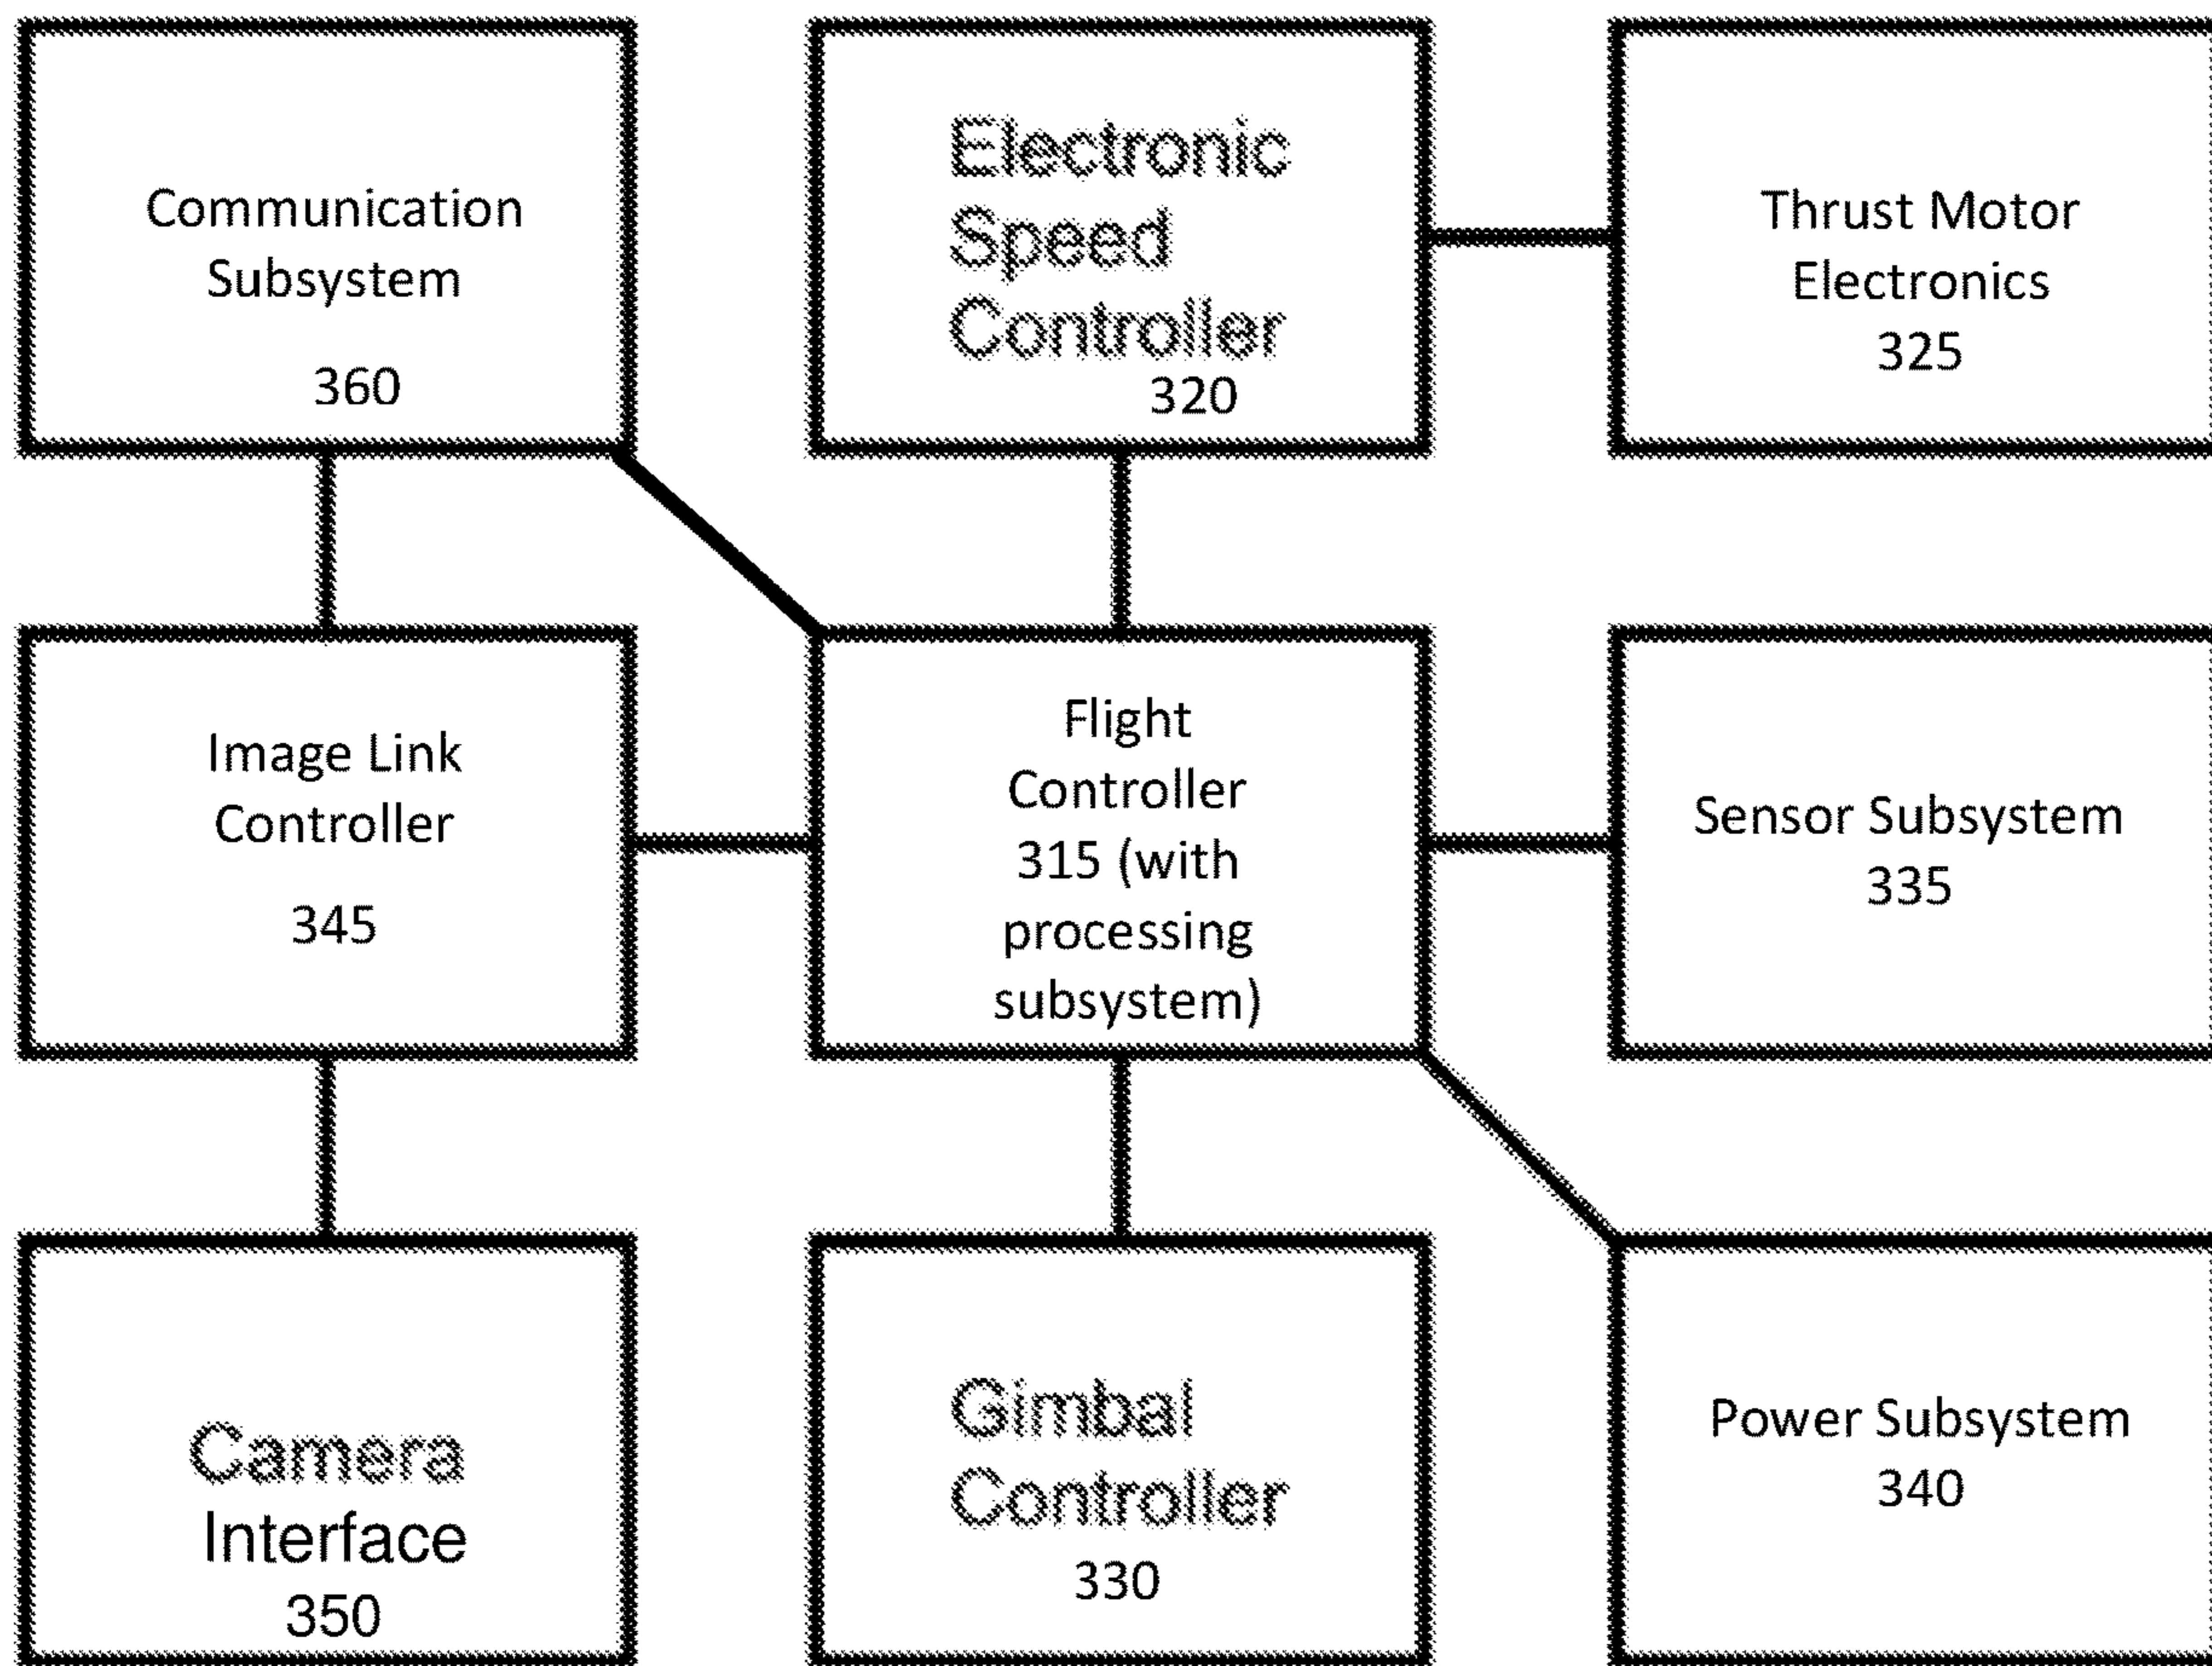 Communication
Subsystem
360
Electronic
Speed
Controller
320
Thrust Motor
Electronics
325
Image Link
Controller
345
Flight
Controller
315 (with
processing
subsystem)
Sensor Subsystem
335
Camera
Interface
350
Gimbal
Controller
330
Power Subsystem
340